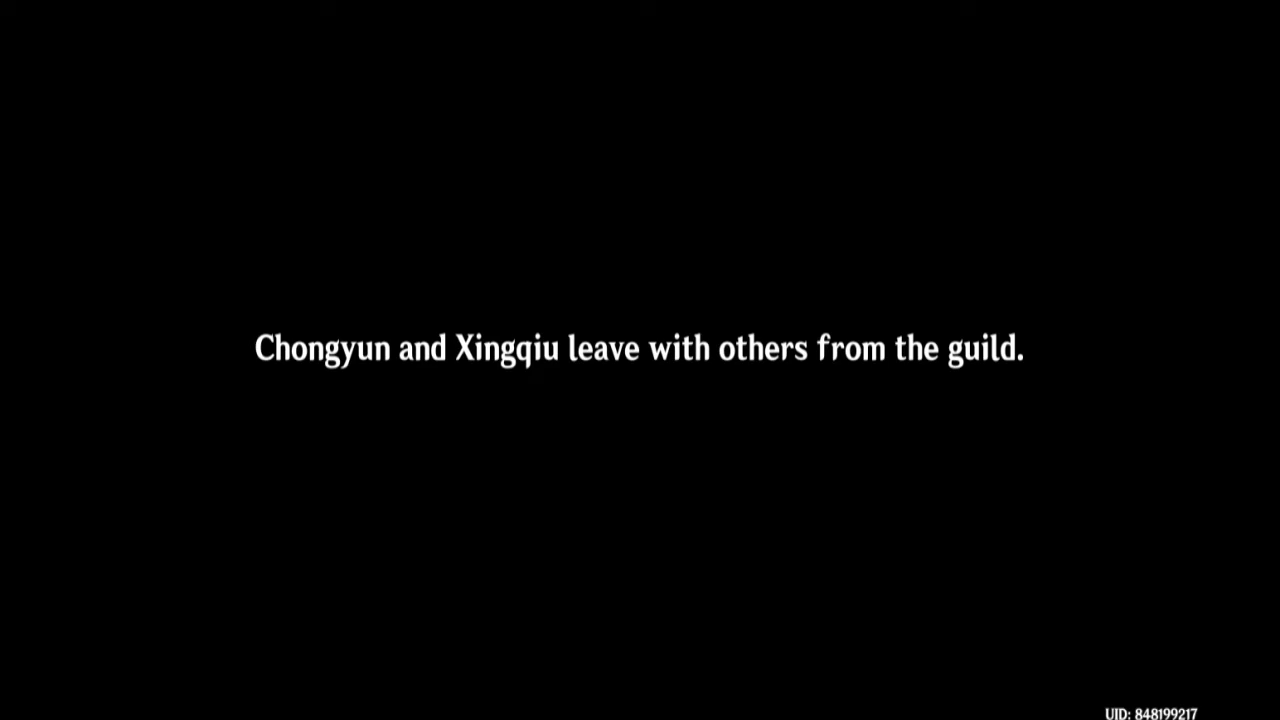 Chongyun and Xingqiu leave with others from the guild.
UID: 848199217